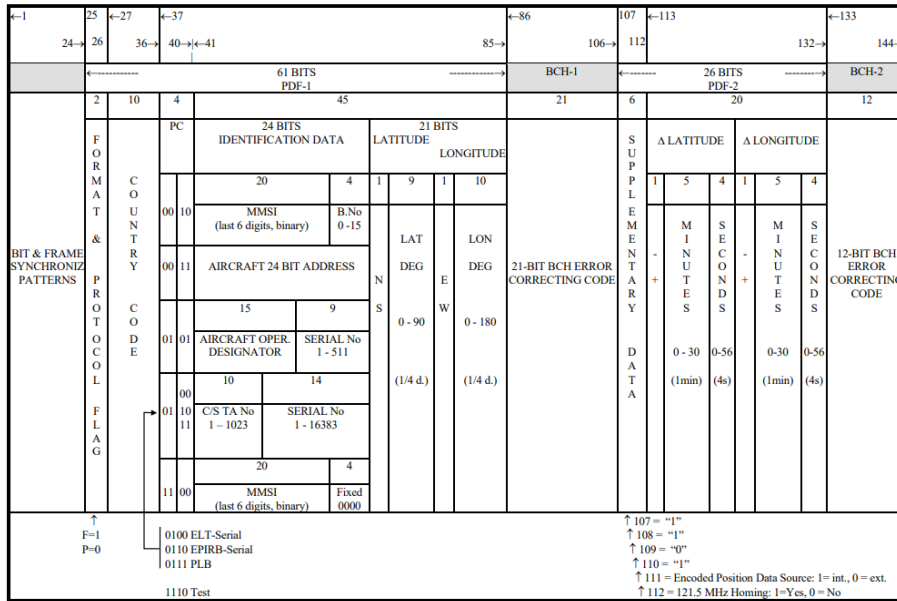 ←1 25 ←27 ←37 ←86 107 ←113 ←133
24→ 26 36→ 40→ ←41 85→ 106→ 112 132→ 144→
←----------- 61 BITS -----------→ BCH-1 ←------ 26 BITS ------→ BCH-2
PDF-1 PDF-2
2 10 4 45 21 6 20 12
PC 24 BITS 21 BITS
IDENTIFICATION DATA LATITUDE
LONGITUDE
Δ LATITUDE Δ LONGITUDE
20 4 1 9 1 10 1 5 4 1 5 4
BIT & FRAME
SYNCHRONIZ
PATTERNS
FORMAT & PROTOCOL FLAG
COUNTRY CODE
00 10 MMSI B.No
(last 6 digits, binary) 0 -15
00 11 AIRCRAFT 24 BIT ADDRESS
15 9
01 01 AIRCRAFT OPER. SERIAL No
DESIGNATOR 1 - 511
10 14
00
01 10 C/S TA No SERIAL No
11 1 – 1023 1 - 16383
20 4
11 00 MMSI Fixed
(last 6 digits, binary) 0000
N
S
LAT
DEG
0 - 90
(1/4 d.)
E
W
LON
DEG
0 - 180
(1/4 d.)
21-BIT BCH ERROR
CORRECTING CODE
SUPPLEMENTARY DATA
-
+
MINUTES
0 - 30
(1min)
SECONDS
0-56
(4s)
-
+
MINUTES
0-30
(1min)
SECONDS
0-56
(4s)
12-BIT BCH
ERROR
CORRECTING
CODE
↑
F=1
P=0
0100 ELT-Serial
0110 EPIRB-Serial
0111 PLB
1110 Test
↑ 107 = “1”
↑ 108 = “1”
↑ 109 = “0”
↑ 110 = “1”
↑ 111 = Encoded Position Data Source: 1= int., 0 = ext.
↑ 112 = 121.5 MHz Homing: 1=Yes, 0 = No